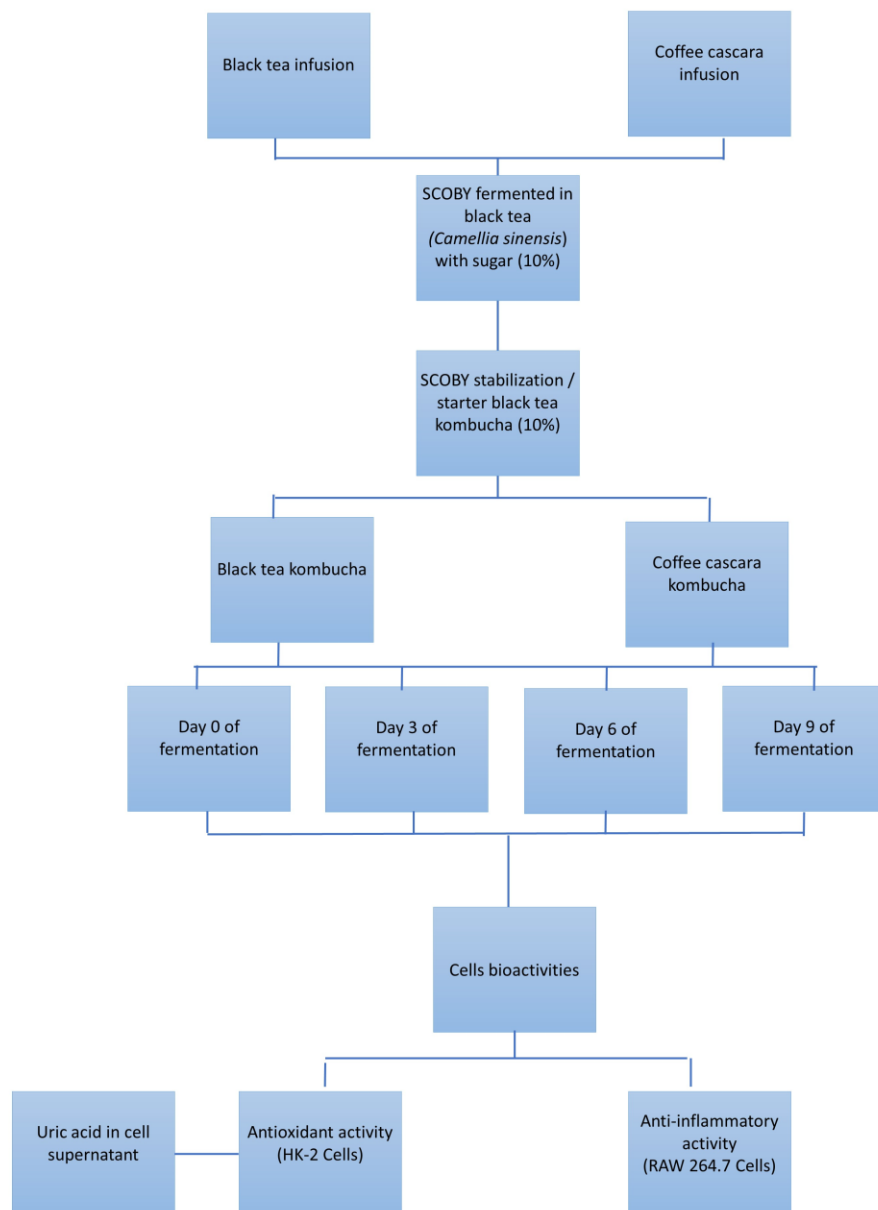 Black tea infusion
Coffee cascara
infusion
SCOBY fermented in
black tea
(Camellia sinensis)
with sugar (10%)
SCOBY stabilization /
starter black tea
kombucha (10%)
Black tea kombucha
Coffee cascara
kombucha
Day 0 of
fermentation
Day 3 of
fermentation
Day 6 of
fermentation
Day 9 of
fermentation
Cells bioactivities
Uric acid in cell
supernatant
Antioxidant activity
(HK-2 Cells)
Anti-inflammatory
activity
(RAW 264.7 Cells)